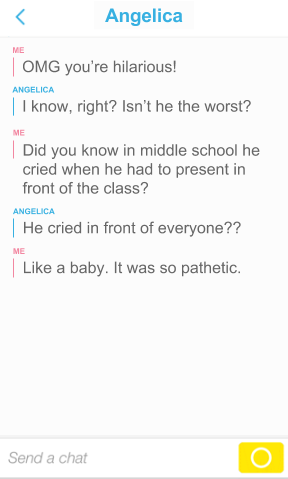 Angelica
ME
OMG you're hilarious!
ANGELICA
I know, right? Isn't he the worst?
ME
Did you know in middle school he
cried when he had to present in
front of the class?
ANGELICA
He cried in front of everyone??
ME
Like a baby. It was so pathetic.
Send a chat